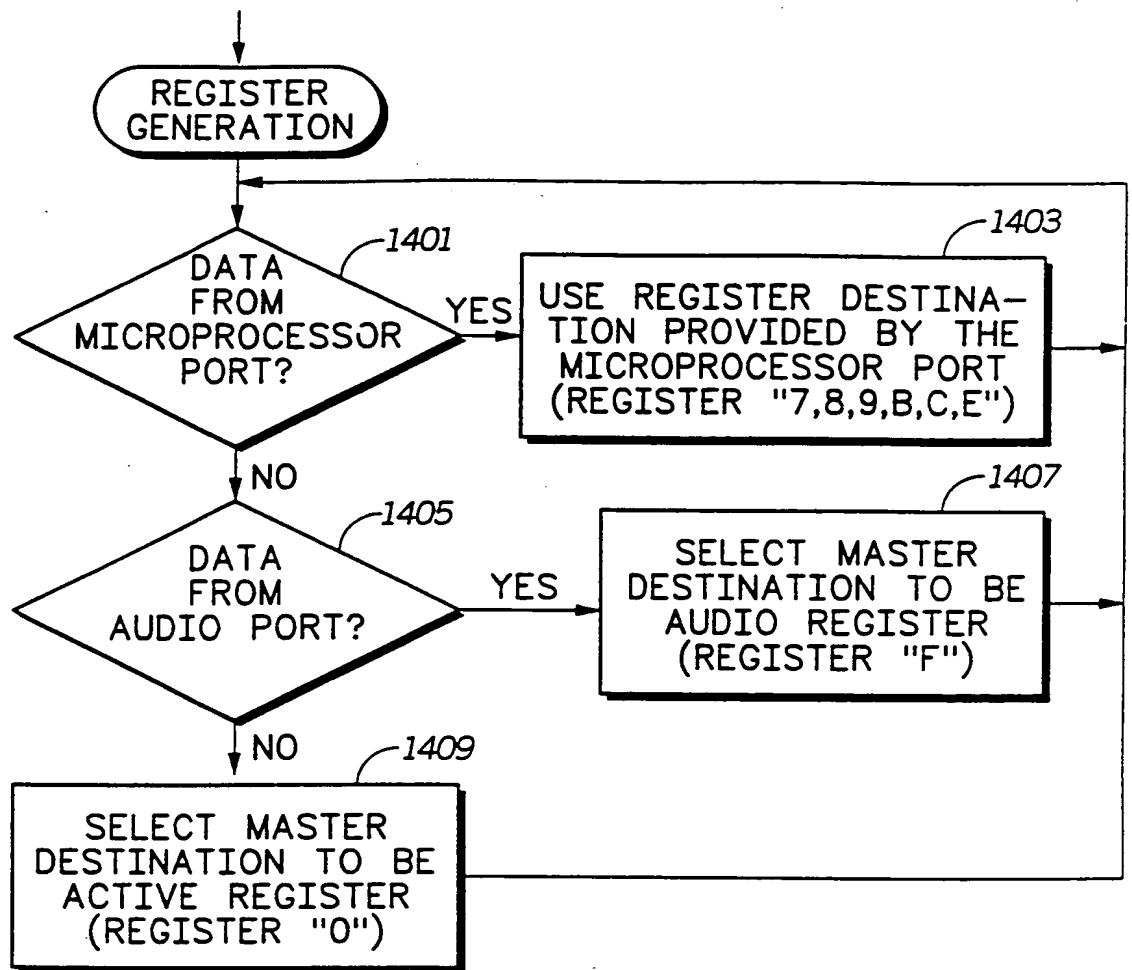 REGISTER
GENERATION
1401
DATA
FROM
MICROPROCESSOR
PORT?
YES
1403
USE REGISTER DESTINA-
TION PROVIDED BY THE
MICROPROCESSOR PORT
(REGISTER "7,8,9,B,C,E")
NO
1405
DATA
FROM
AUDIO PORT?
YES
1407
SELECT MASTER
DESTINATION TO BE
AUDIO REGISTER
(REGISTER "F")
NO
1409
SELECT MASTER
DESTINATION TO BE
ACTIVE REGISTER
(REGISTER "0")